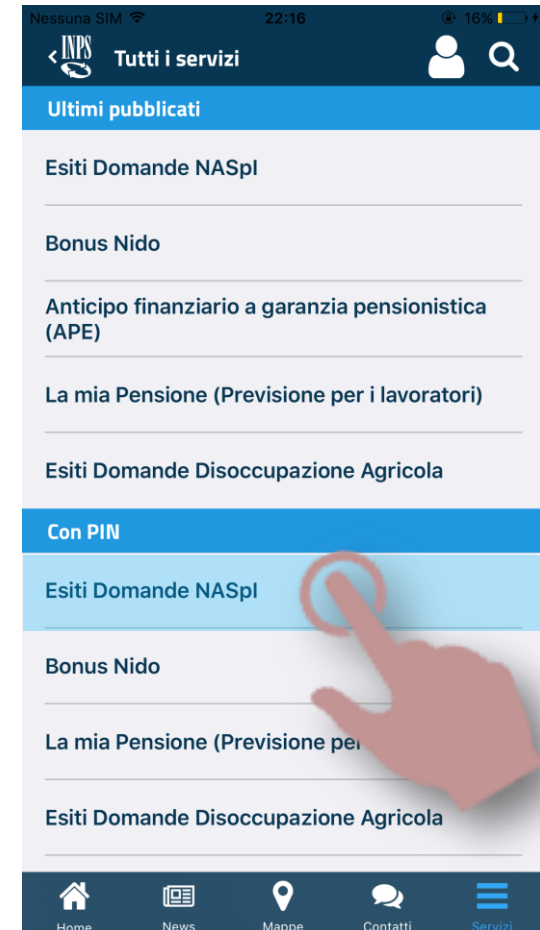 Nessuna SIM 22:16 16%
INPS Tutti i servizi
Ultimi pubblicati
Esiti Domande NASpI
Bonus Nido
Anticipo finanziario a garanzia pensionistica
(APE)
La mia Pensione (Previsione per i lavoratori)
Esiti Domande Disoccupazione Agricola
Con PIN
Esiti Domande NASpI
Bonus Nido
La mia Pensione (Previsione per
Esiti Domande Disoccupazione Agricola
Home News Mappe Contatti Servizi